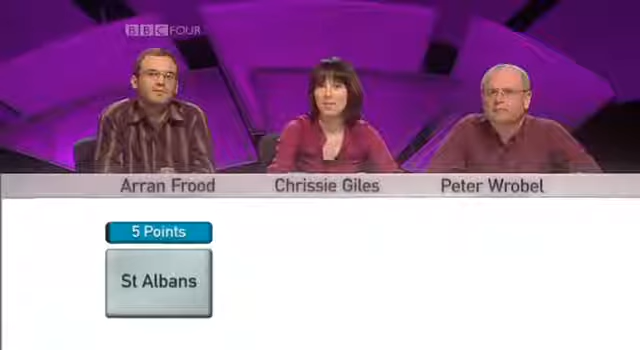 BBC FOUR
Arran Frood
Chrissie Giles
Peter Wrobel
5 Points
St Albans